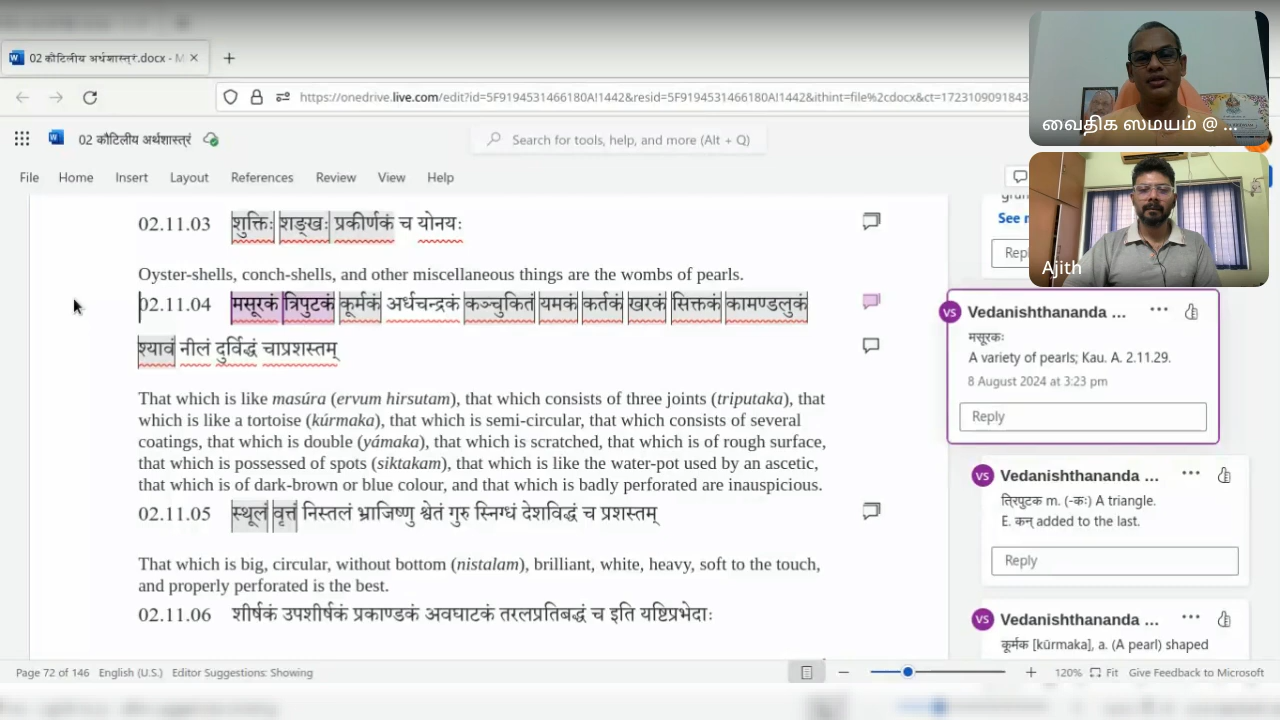 02 कौटिलीय अर्थशास्त्रं.docx - M
https://onedrive.live.com/edit?id=5F9194531466180A!1442&resid=5F9194531466180A!1442&ithint=file%2cdocx&ct=1723109091843
வைதிக ஸமயம் @ ...
02 कौटिलीय अर्थशास्त्रं
Search for tools, help, and more (Alt + Q)
File Home Insert Layout References Review View Help
Ajith
02.11.03 शुक्तिः शङ्खः प्रकीर्णकं च योनयः
See
Oyster-shells, conch-shells, and other miscellaneous things are the wombs of pearls.
02.11.04 मसूरकं त्रिपुटकं कूर्मकं अर्धचन्द्रकं कञ्चुकितं यमकं कर्तकं खरकं सिक्तकं कामण्डलुकं
श्यावं नीलं दुर्विद्धं चाप्रशस्तम्
That which is like masúra (ervum hirsutam), that which consists of three joints (triputaka), that
which is like a tortoise (kúrmaka), that which is semi-circular, that which consists of several
coatings, that which is double (yámaka), that which is scratched, that which is of rough surface,
that which is possessed of spots (siktakam), that which is like the water-pot used by an ascetic,
that which is of dark-brown or blue colour, and that which is badly perforated are inauspicious.
02.11.05 स्थूलं वृत्तं निस्तलं भ्राजिष्णु श्वेतं गुरु स्निग्धं देशविद्धं च प्रशस्तम्
That which is big, circular, without bottom (nistalam), brilliant, white, heavy, soft to the touch,
and properly perforated is the best.
02.11.06 शीर्षकं उपशीर्षकं प्रकाण्डकं अवघाटकं तरलप्रतिबद्धं च इति यष्टिप्रभेदाः
VS Vedanishthananda ...
मसूरकः
A variety of pearls; Kau. A. 2.11.29.
8 August 2024 at 3:23 pm
Reply
VS Vedanishthananda ...
त्रिपुटक m. (-कः) A triangle.
E. कन् added to the last.
Reply
VS Vedanishthananda ...
कूर्मक [kūrmaka], a. (A pearl) shaped
Page 72 of 146 English (U.S.) Editor Suggestions: Showing 120% Fit Give Feedback to Microsoft